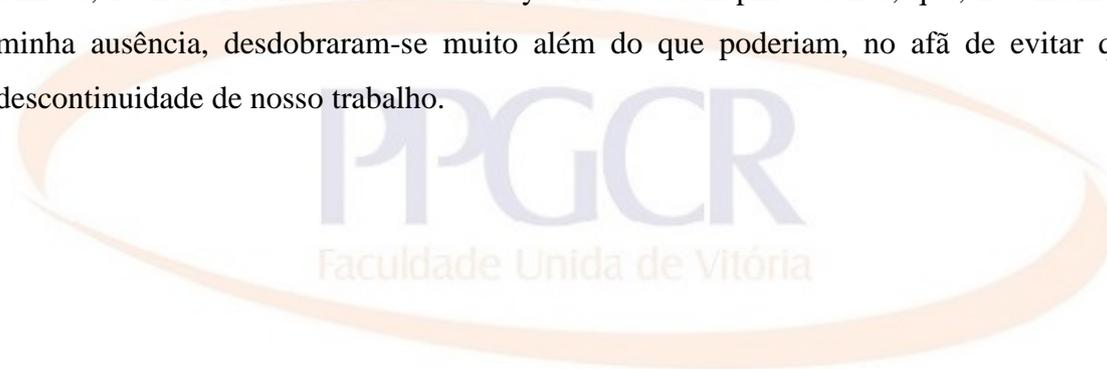 minha ausência, desdobraram-se muito além do que poderiam, no afã de evitar
descontinuidade de nosso trabalho.
PPGCR
Faculdade Unida de Vitória